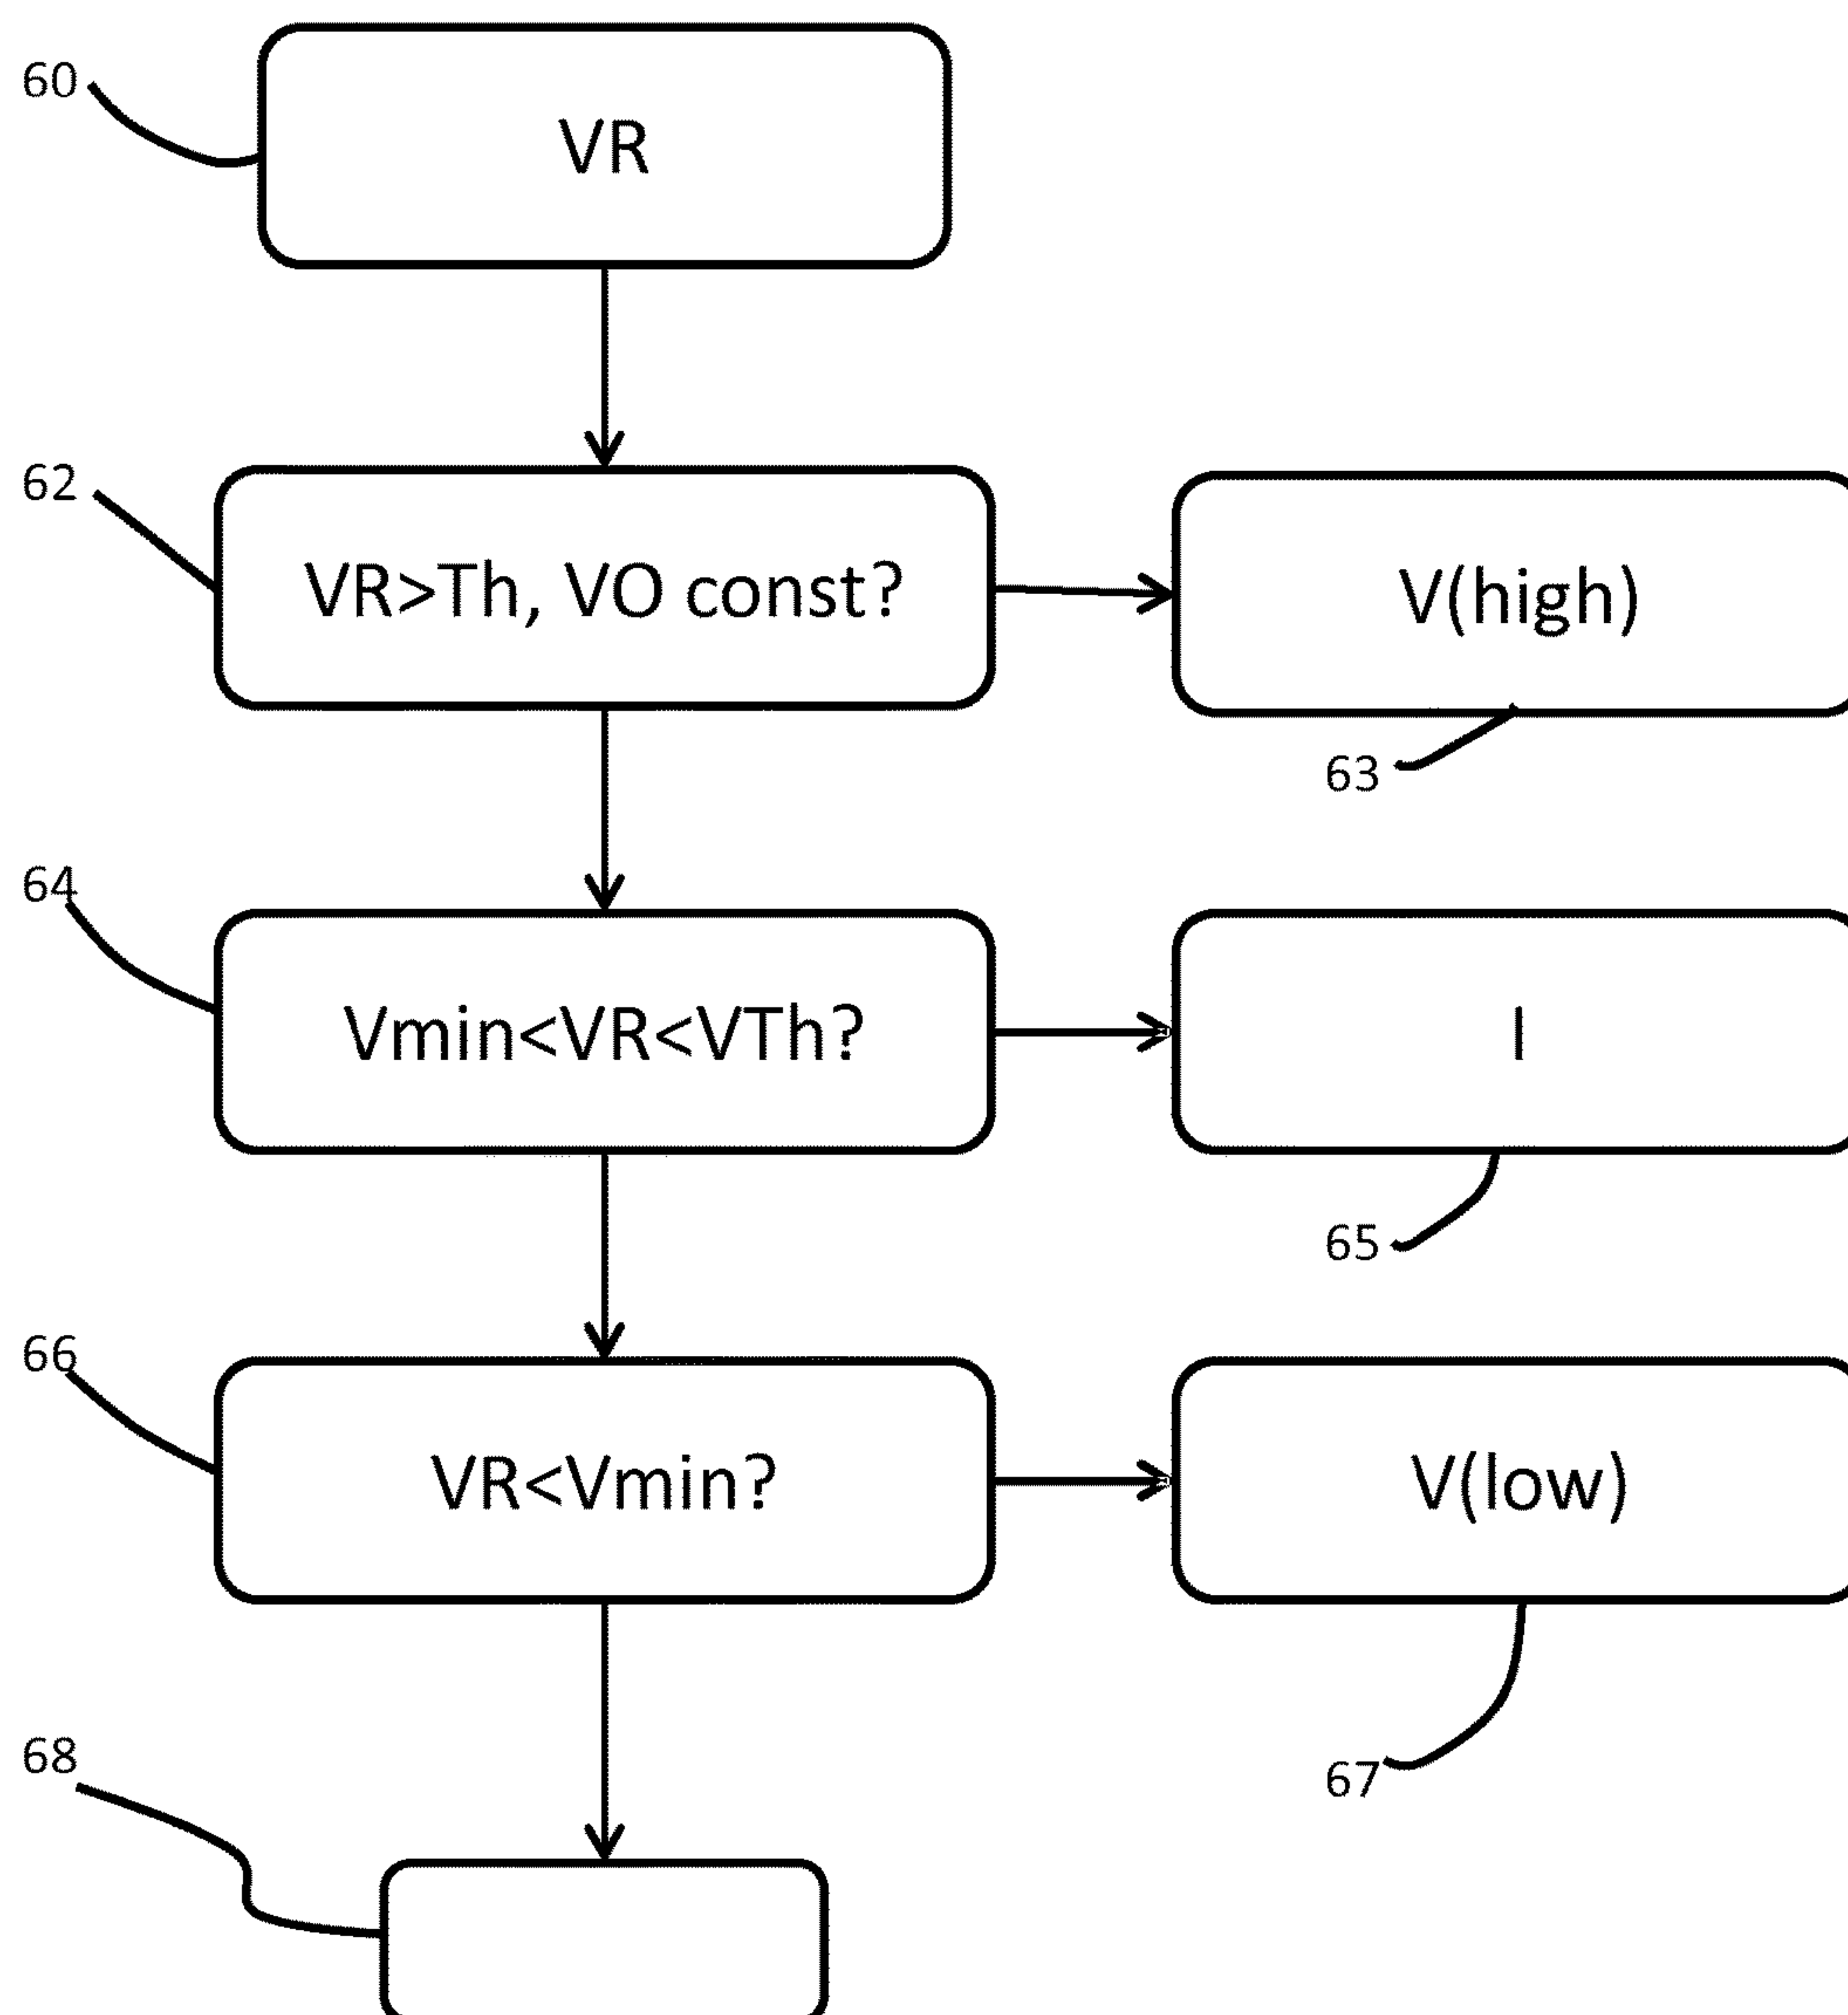 60
VR
62
VR>Th, VO const?
V(high)
63
64
Vmin<VR<VTh?
I
65
66
VR<Vmin?
V(low)
67
68